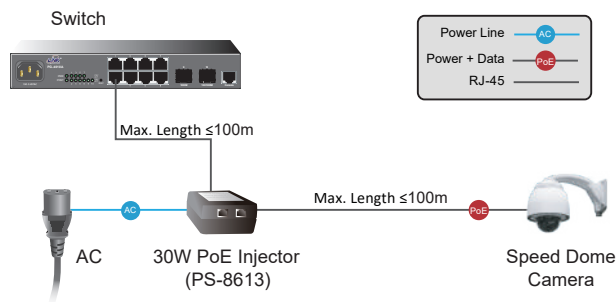 Switch
Power Line
AC
Power + Data
PoE
RJ-45
Max. Length ≤100m
Max. Length ≤100m
AC
PoE
AC
30W PoE Injector
(PS-8613)
Speed Dome
Camera